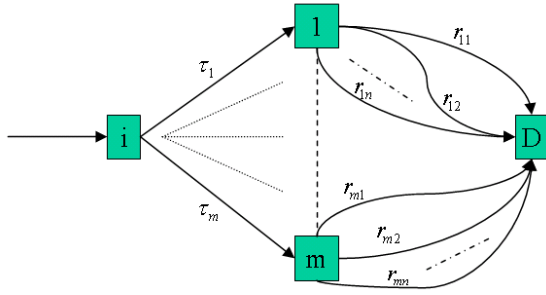 1
r₁₁
τ₁
r₁ₙ
r₁₂
i
D
rₘ₁
τₘ
rₘ₂
m
rₘₙ